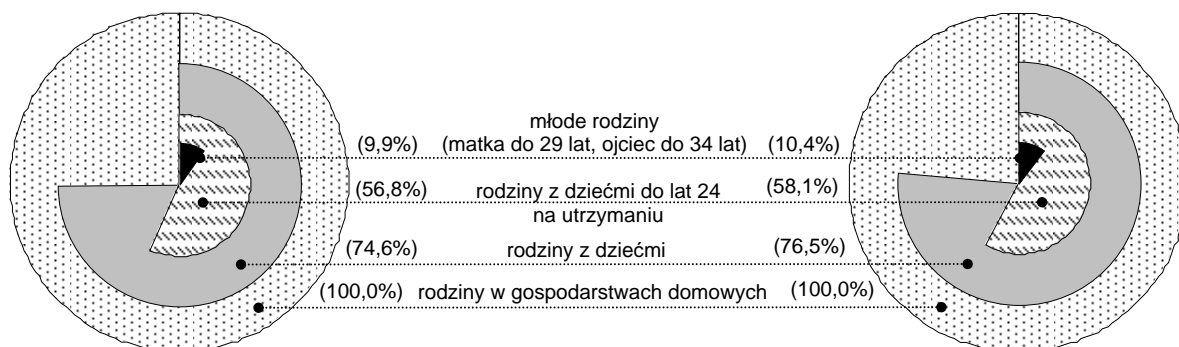 młode rodziny
(9,9%) (matka do 29 lat, ojciec do 34 lat) (10,4%)
(56,8%) rodziny z dziećmi do lat 24 (58,1%)
na utrzymaniu
(74,6%) rodziny z dziećmi (76,5%)
(100,0%) rodziny w gospodarstwach domowych (100,0%)